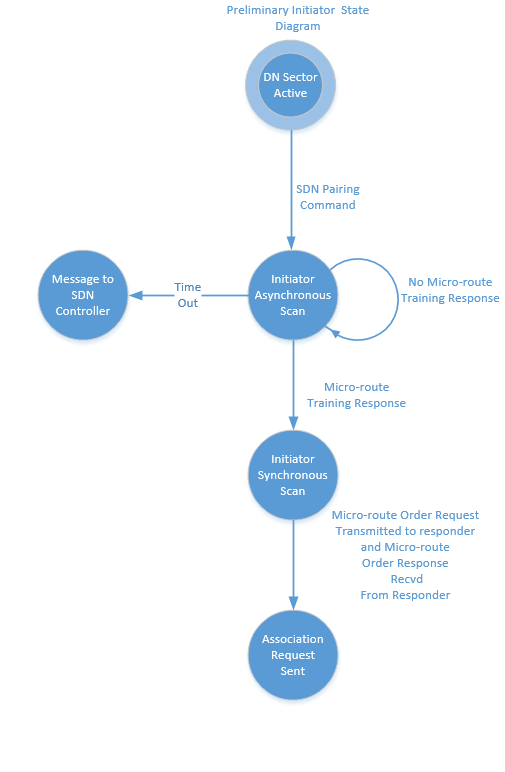 Preliminary Initiator State
Diagram
DN Sector
Active
SDN Pairing
Command
Message to
SDN
Controller
Time
Out
Initiator
Asynchronous
Scan
No Micro-route
Training Response
Micro-route
Training Response
Initiator
Synchronous
Scan
Micro-route Order Request
Transmitted to responder
and Micro-route
Order Response
Recvd
From Responder
Association
Request
Sent